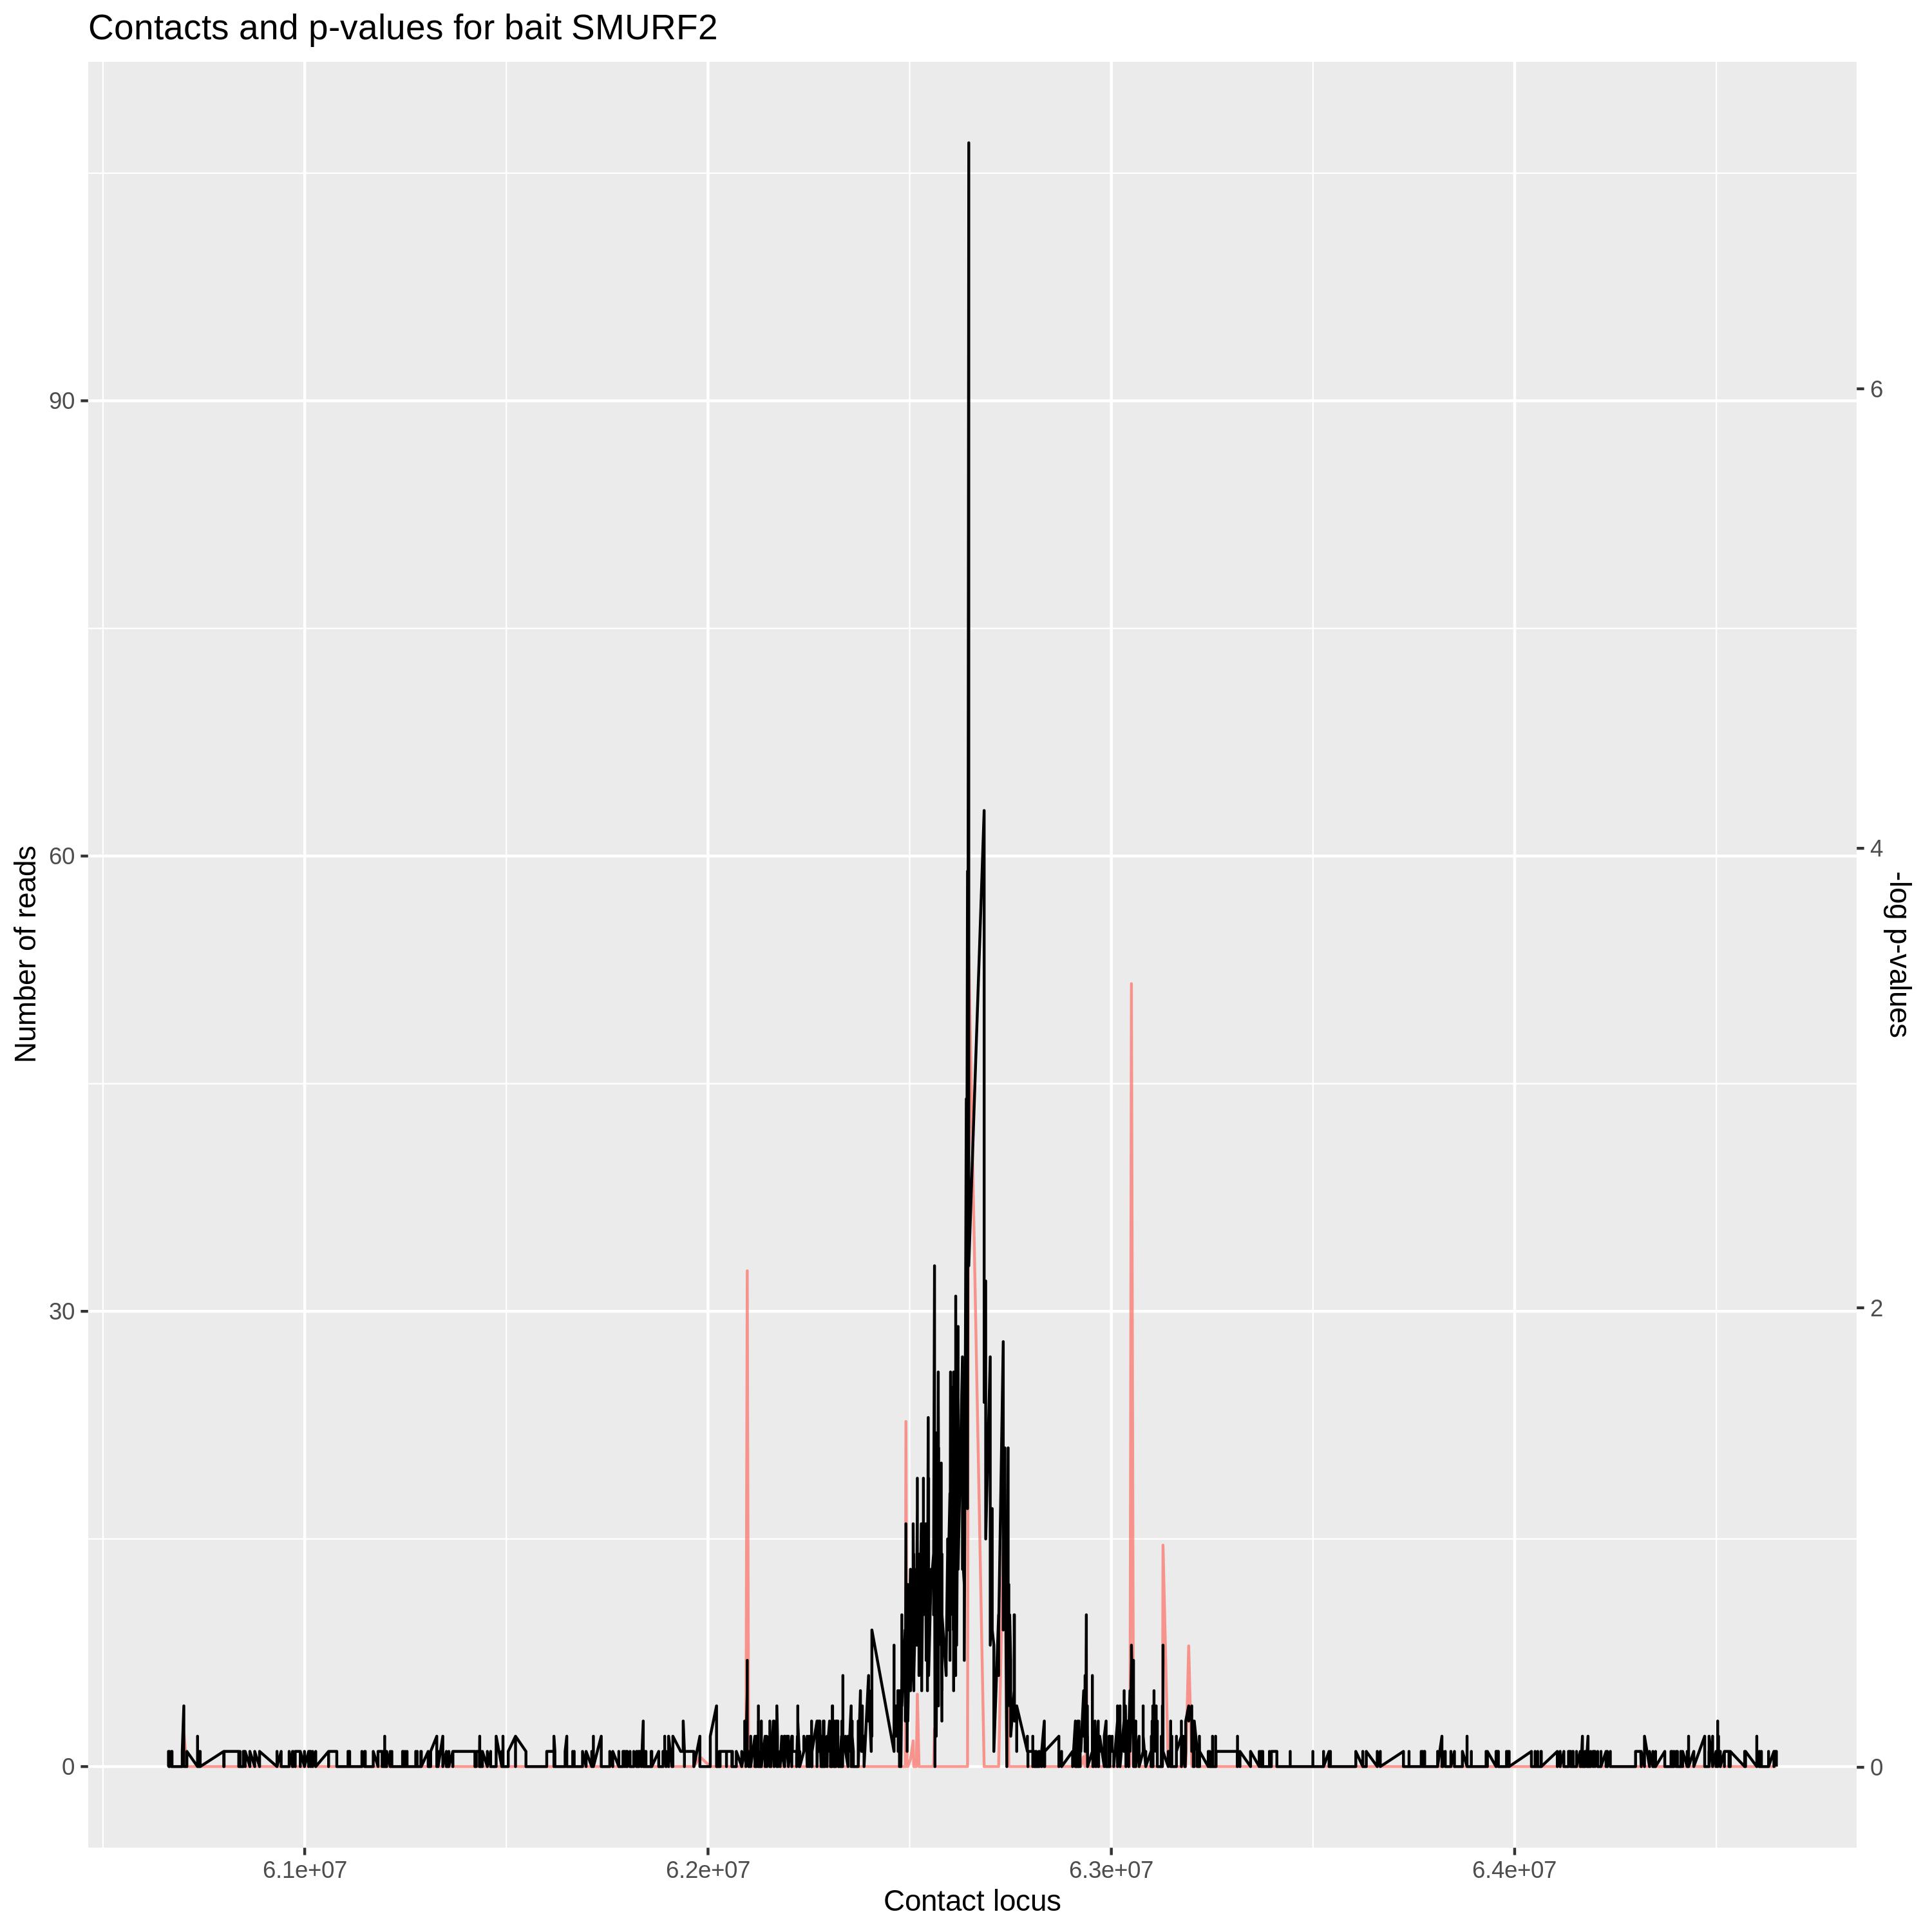 Contacts and p-values for bait SMURF2
90
60
30
0
6
4
2
0
Number of reads
-log p-values
6.1e+07 6.2e+07 6.3e+07 6.4e+07
Contact locus